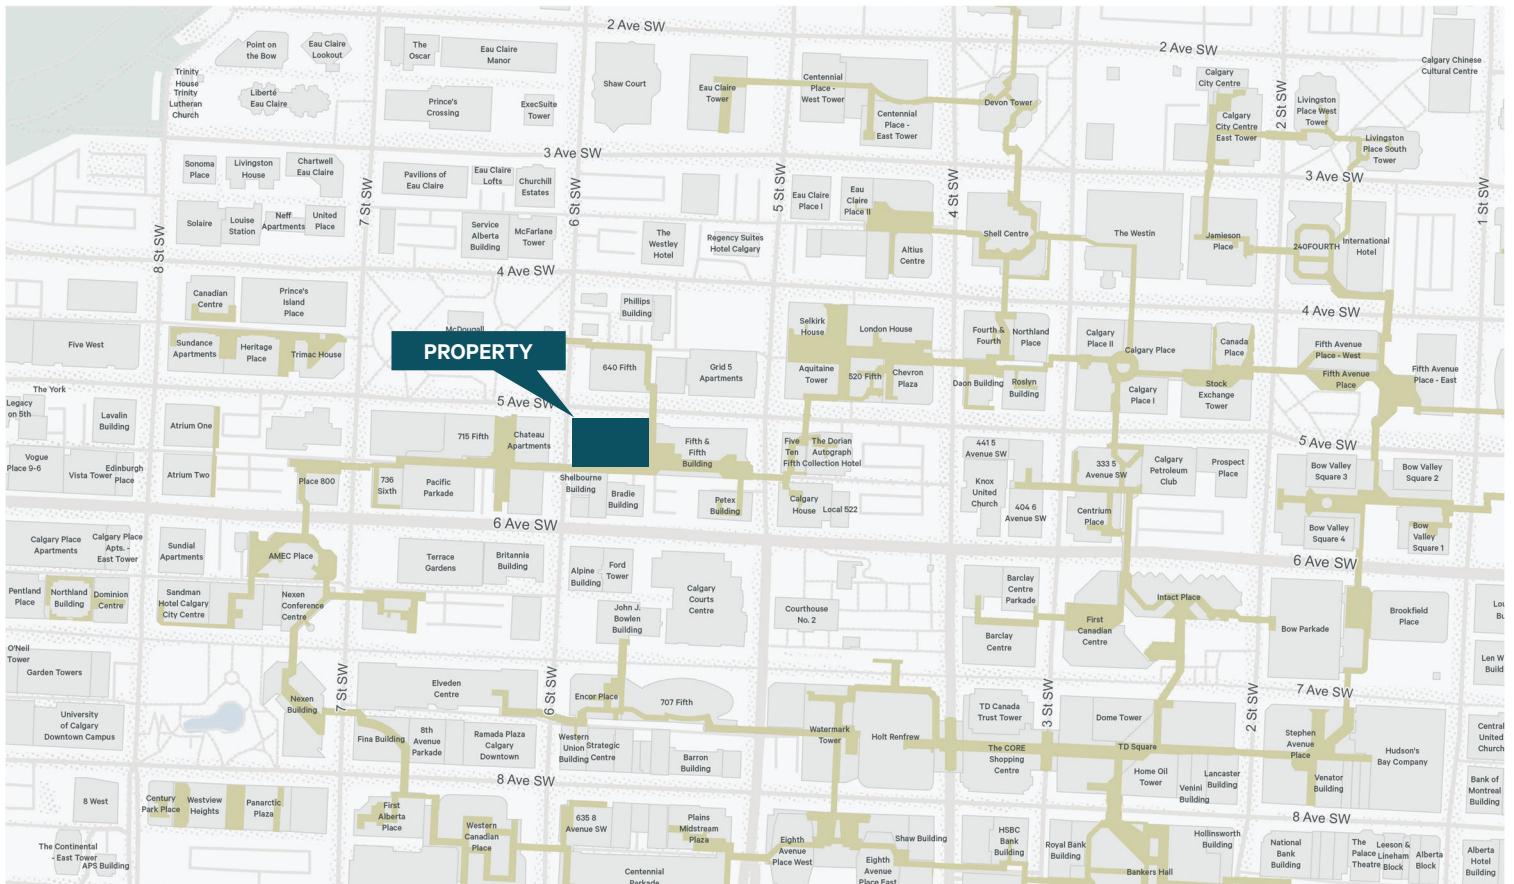 2 Ave SW
2 Ave SW
Point on
the Bow
Eau Claire
Lookout
The
Oscar
Eau Claire
Manor
Shaw Court
Trinity
House
Trinity
Lutheran
Church
Liberté
Eau Claire
Prince's
Crossing
ExecSuite
Tower
Eau Claire
Tower
Centennial
Place -
West Tower
Centennial
Place -
East Tower
Devon Tower
Calgary
City Centre
Calgary
City Centre
East Tower
2 St SW
Livingston
Place West
Tower
Livingston
Place South
Tower
Calgary Chinese
Cultural Centre
3 Ave SW
3 Ave SW
Sonoma
Place
Livingston
House
Chartwell
Eau Claire
7 St SW
Pavilions of
Eau Claire
Eau Claire
Lofts
Churchill
Estates
6 St SW
5 St SW
Eau Claire
Place I
Eau
Claire
Place II
4 St SW
1 St SW
Solaire
Louise
Station
Neff
Apartments
United
Place
Service
Alberta
Building
McFarlane
Tower
The
Westley
Hotel
Regency Suites
Hotel Calgary
Altius
Centre
Shell Centre
The Westin
Jamieson
Place
240FOURTH
International
Hotel
8 St SW
4 Ave SW
4 Ave SW
Canadian
Centre
Prince's
Island
Place
Phillips
Building
McDougall
Five West
Sundance
Apartments
Heritage
Place
Trimac House
PROPERTY
640 Fifth
Grid 5
Apartments
Selkirk
House
London House
Aquitaine
Tower
520 Fifth
Chevron
Plaza
Fourth &
Fourth
Northland
Place
Daon Building
Roslyn
Building
Calgary
Place II
Calgary Place
Calgary
Place I
Canada
Place
Stock
Exchange
Tower
Fifth Avenue
Place - West
Fifth Avenue
Place
Fifth Avenue
Place - East
The York
Legacy
on 5th
Lavalin
Building
Atrium One
5 Ave SW
5 Ave SW
715 Fifth
Chateau
Apartments
Fifth &
Fifth
Building
Five
Ten
Fifth
The Dorian
Autograph
Collection Hotel
441 5
Avenue SW
333 5
Avenue SW
Calgary
Petroleum
Club
Prospect
Place
Bow Valley
Square 3
Bow Valley
Square 2
Vogue
Place 9-6
Vista Tower
Edinburgh
Place
Atrium Two
Place 800
736
Sixth
Pacific
Parkade
Shelbourne
Building
Bradie
Building
Petex
Building
Calgary
House
Local 522
Knox
United
Church
404 6
Avenue SW
Centrium
Place
Bow Valley
Square 4
Bow
Valley
Square 1
6 Ave SW
6 Ave SW
Calgary Place
Apartments
Calgary Place
Apts. -
East Tower
Sundial
Apartments
AMEC Place
Terrace
Gardens
Britannia
Building
Alpine
Building
Ford
Tower
Calgary
Courts
Centre
Courthouse
No. 2
Barclay
Centre
Parkade
Intact Place
Pentland
Place
Northland
Building
Dominion
Centre
Sandman
Hotel Calgary
City Centre
Nexen
Conference
Centre
John J.
Bowlen
Building
Barclay
Centre
First
Canadian
Centre
Bow Parkade
Brookfield
Place
O'Neil
Tower
Garden Towers
7 St SW
Nexen
Building
Elveden
Centre
6 St SW
Encor Place
707 Fifth
3 St SW
2 St SW
7 Ave SW
University
of Calgary
Downtown Campus
Fina Building
8th
Avenue
Parkade
Ramada Plaza
Calgary
Downtown
Western
Union
Building
Strategic
Centre
Barron
Building
Watermark
Tower
Holt Renfrew
TD Canada
Trust Tower
The CORE
Shopping
Centre
Dome Tower
TD Square
Home Oil
Tower
Venini
Building
Lancaster
Building
Stephen
Avenue
Place
Venator
Building
Hudson's
Bay Company
Central
United
Church
8 Ave SW
8 Ave SW
8 West
Century
Park Place
Westview
Heights
Panarctic
Plaza
First
Alberta
Place
Western
Canadian
Place
635 8
Avenue SW
Plains
Midstream
Plaza
Eighth
Avenue
Place West
Shaw Building
Eighth
Avenue
Place East
HSBC
Bank
Building
Royal Bank
Building
Bankers Hall
Hollinsworth
Building
National
Bank
Building
The
Palace
Theatre
Leeson &
Lineham
Block
Alberta
Block
Bank of
Montreal
Building
Alberta
Hotel
Building
The Continental
- East Tower
APS Building
Centennial
Parkade